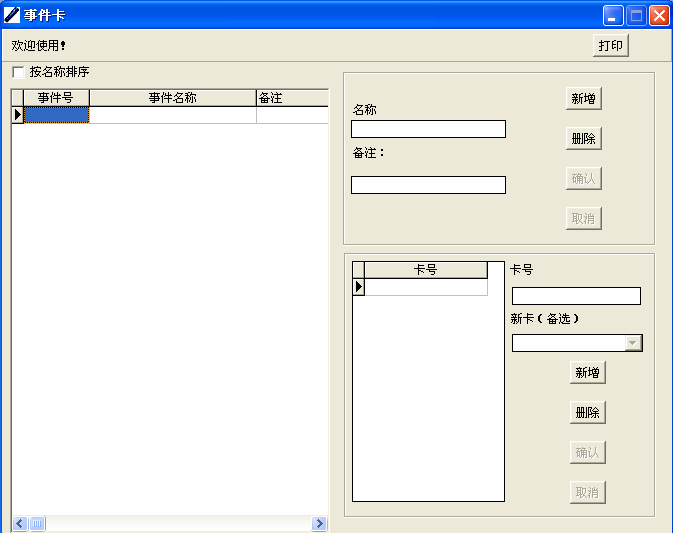 事件卡
欢迎使用!
打印
按名称排序
事件号 事件名称 备注
名称
备注：
新增
删除
确认
取消
卡号
卡号
新卡（备选）
新增
删除
确认
取消